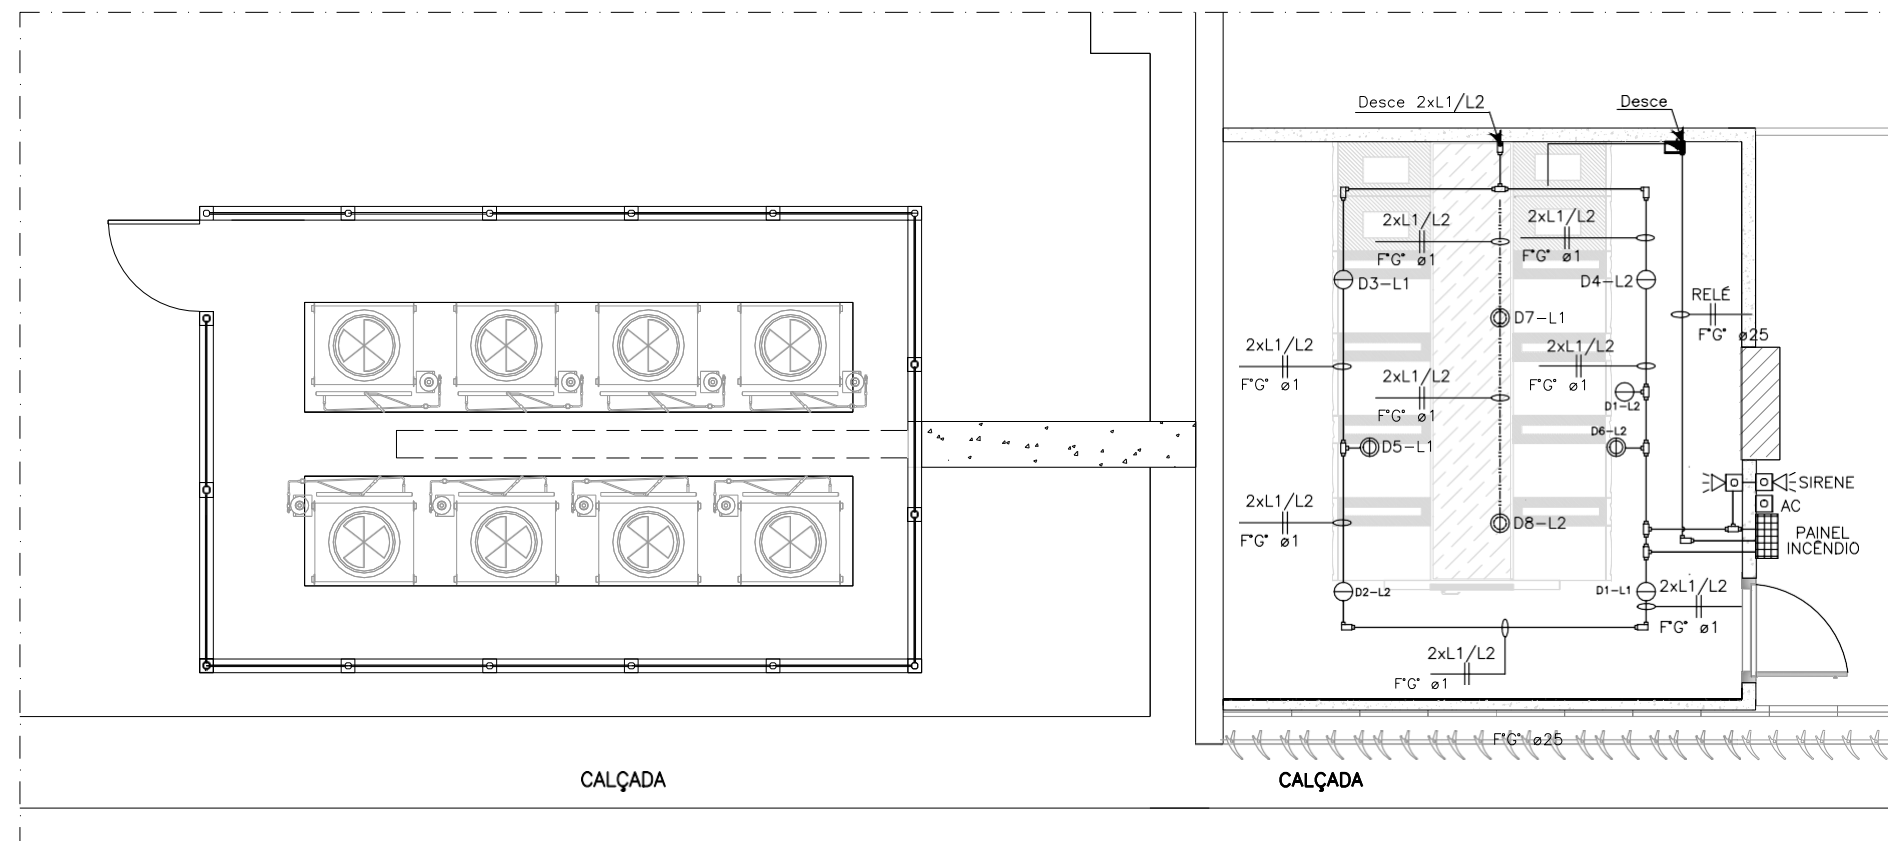 Desce 2xL1/L2
Desce
2xL1/L2
F°G° ø1
2xL1/L2
F°G° ø1
D3-L1
D4-L2
RELÉ
F°G° ø25
D7-L1
2xL1/L2
F°G° ø1
2xL1/L2
F°G° ø1
2xL1/L2
F°G° ø1
D1-L2
D6-L2
D5-L1
SIRENE
AC
2xL1/L2
F°G° ø1
D8-L2
PAINEL
INCÊNDIO
D2-L2
D1-L1
2xL1/L2
F°G° ø1
2xL1/L2
F°G° ø1
F°G° ø25
CALÇADA
CALÇADA